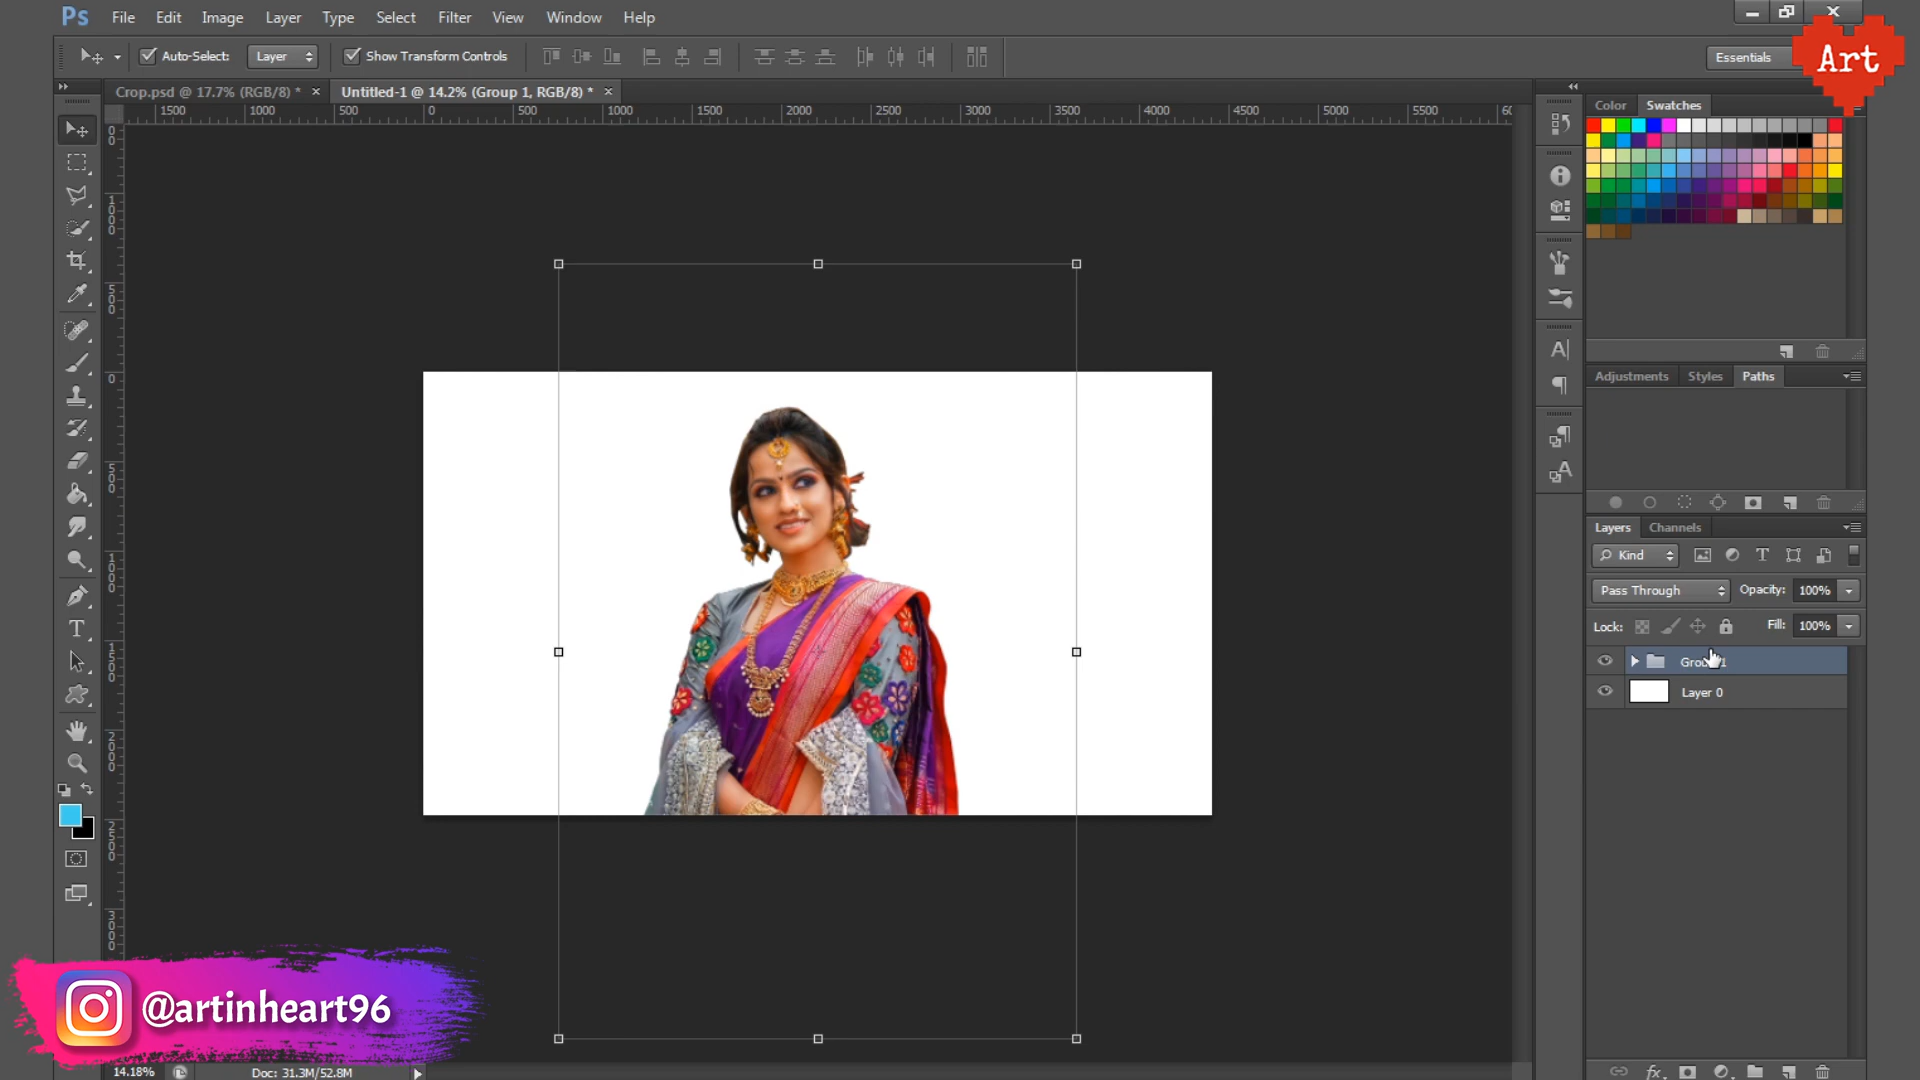 Ps File Edit Image Layer Type Select Filter View Window Help
Auto-Select: Layer Show Transform Controls Essentials
Art
Crop.psd @ 17.7% (RGB/8) * × Untitled-1 @ 14.2% (Group 1, RGB/8) * ×
1500 1000 500 0 500 1000 1500 2000 2500 3000 3500 4000 4500 5000 5500
Color Swatches
Adjustments Styles Paths
Layers Channels
Kind
Pass Through Opacity: 100%
Lock: Fill: 100%
Layer 0
@artinheart96
14.18% Doc: 31.3M/52.8M